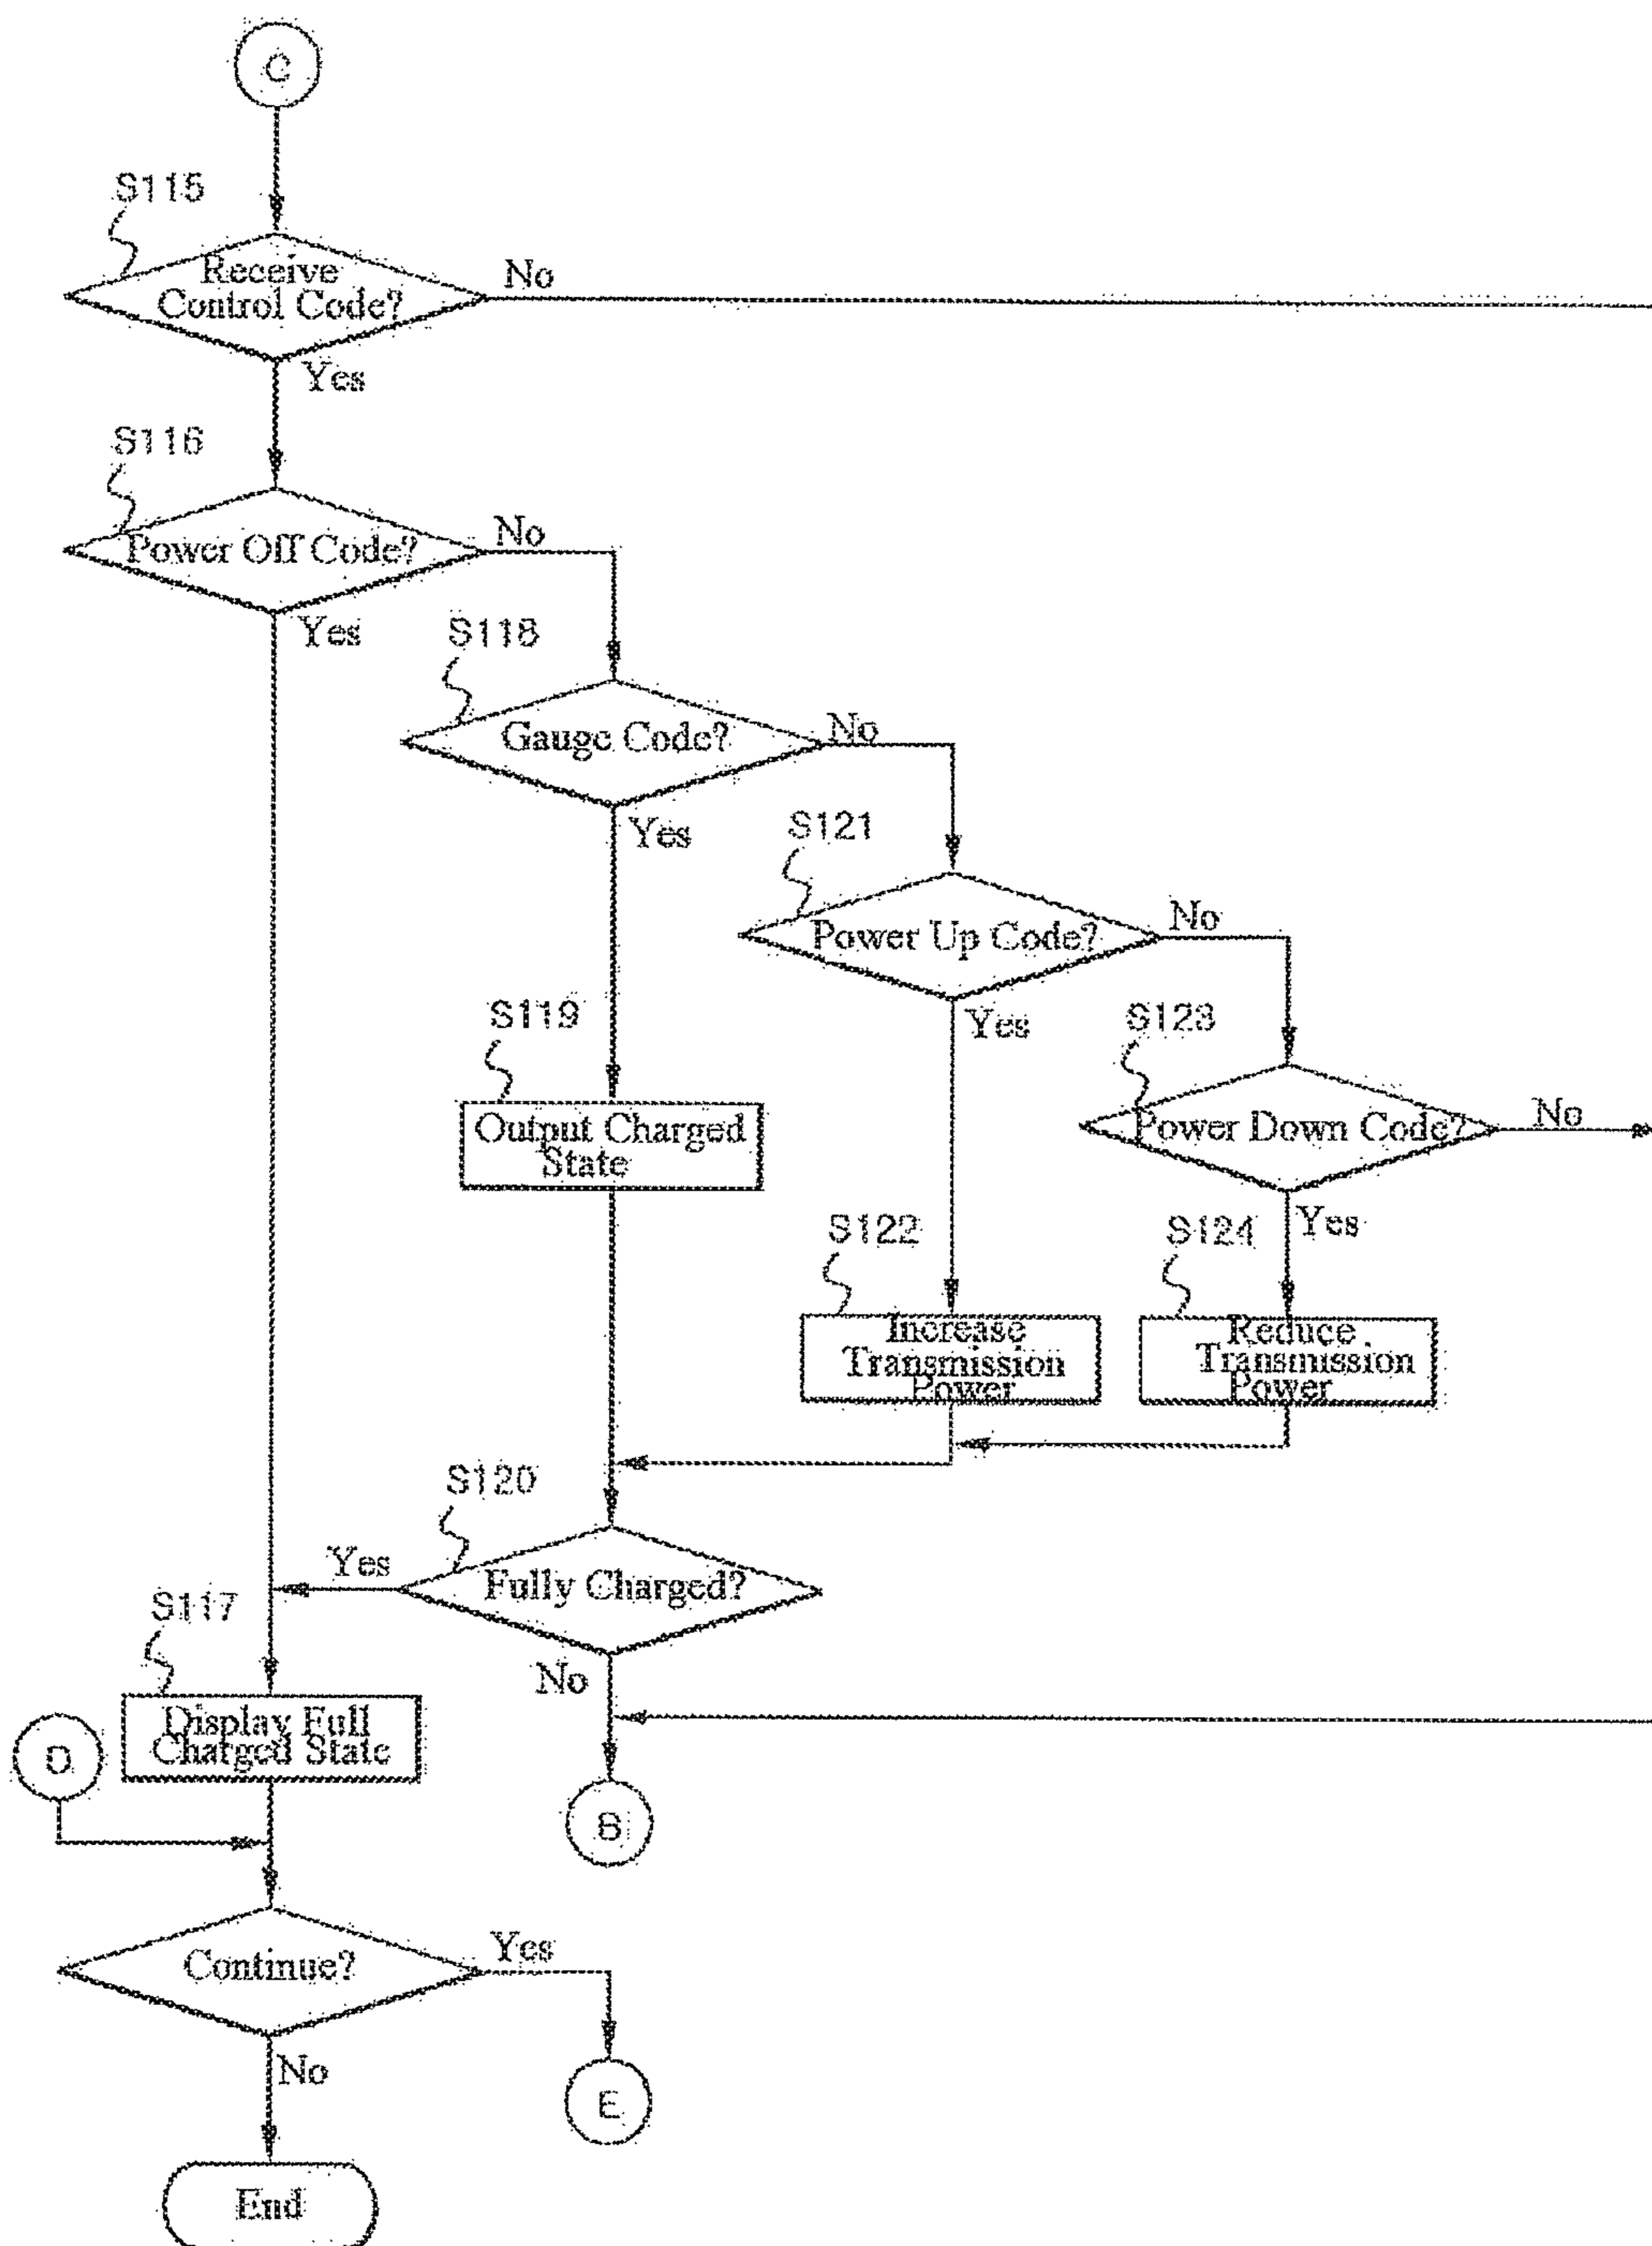 C
S115
Receive
Control Code?
No
Yes
S116
Power Off Code?
No
Yes
S118
Gauge Code?
No
Yes
S121
Power Up Code?
No
Yes
S119
Output Charged
State
S123
Power Down Code?
No
Yes
S122
Increase
Transmission
Power
S124
Reduce
Transmission
Power
S120
Fully Charged?
Yes
No
S117
Display Full
Charged State
D
B
Continue?
Yes
No
E
End